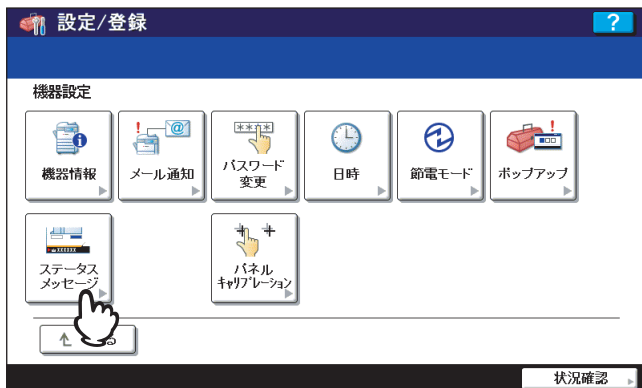 設定/登録
?
機器設定
機器情報
メール通知
パスワード
変更
日時
節電モード
ポップアップ
ステータス
メッセージ
パネル
キャリブレーション
状況確認